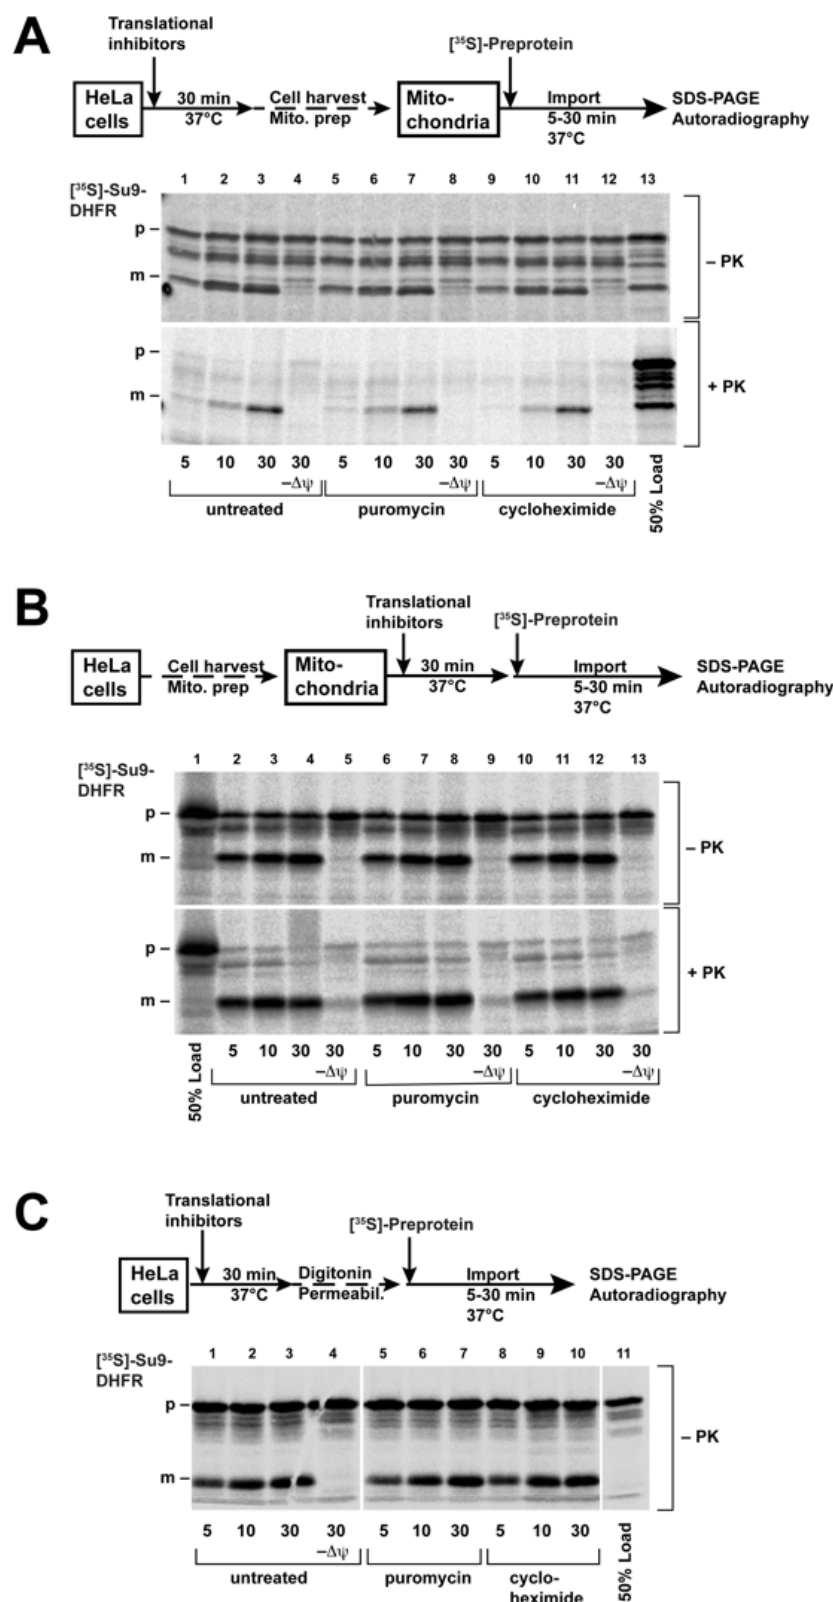 A
Translational
inhibitors
[³⁵S]-Preprotein
HeLa
cells
30 min
37°C
Cell harvest
Mito. prep
Mito-
chondria
Import
5-30 min
37°C
SDS-PAGE
Autoradiography
[³⁵S]-Su9-
DHFR
1 2 3 4 5 6 7 8 9 10 11 12 13
p
m
– PK
p
m
+ PK
5 10 30 30 5 10 30 30 5 10 30 30
–Δψ –Δψ –Δψ
untreated puromycin cycloheximide
50% Load
B
Translational
inhibitors
[³⁵S]-Preprotein
HeLa
cells
Cell harvest
Mito. prep
Mito-
chondria
30 min
37°C
Import
5-30 min
37°C
SDS-PAGE
Autoradiography
[³⁵S]-Su9-
DHFR
1 2 3 4 5 6 7 8 9 10 11 12 13
p
m
– PK
p
m
+ PK
50% Load
5 10 30 30 5 10 30 30 5 10 30 30
–Δψ –Δψ –Δψ
untreated puromycin cycloheximide
C
Translational
inhibitors
[³⁵S]-Preprotein
HeLa
cells
30 min
37°C
Digitonin
Permeabil.
Import
5-30 min
37°C
SDS-PAGE
Autoradiography
[³⁵S]-Su9-
DHFR
1 2 3 4 5 6 7 8 9 10 11
p
m
– PK
5 10 30 30 5 10 30 5 10 30
–Δψ
untreated puromycin cyclo-
heximide
50% Load